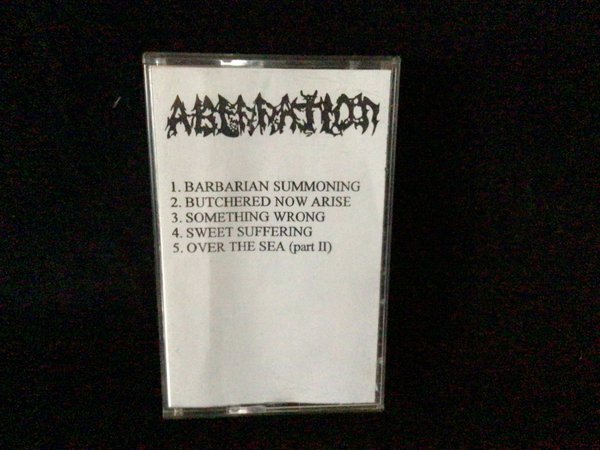 ABERRATION
1. BARBARIAN SUMMONING
2. BUTCHERED NOW ARISE
3. SOMETHING WRONG
4. SWEET SUFFERING
5. OVER THE SEA (part II)